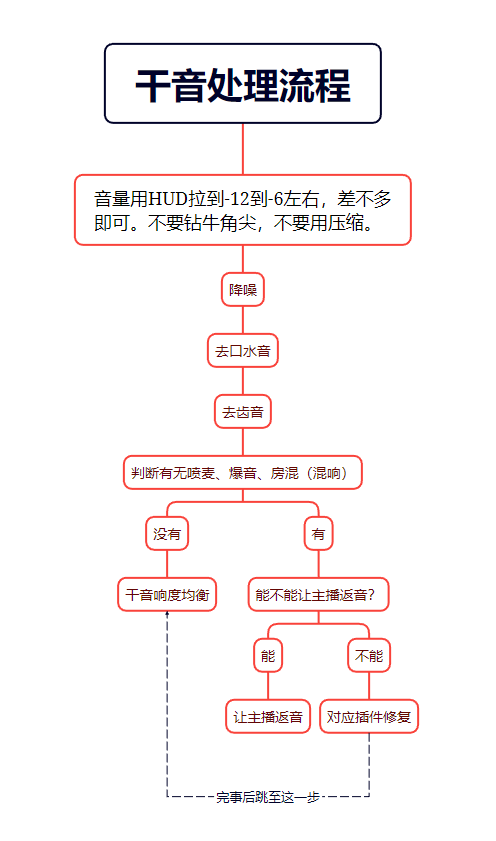 干音处理流程
音量用HUD拉到-12到-6左右，差不多
即可。不要钻牛角尖，不要用压缩。
降噪
去口水音
去齿音
判断有无喷麦、爆音、房混（混响）
没有
有
干音响度均衡
能不能让主播返音？
能
不能
让主播返音
对应插件修复
完事后跳至这一步